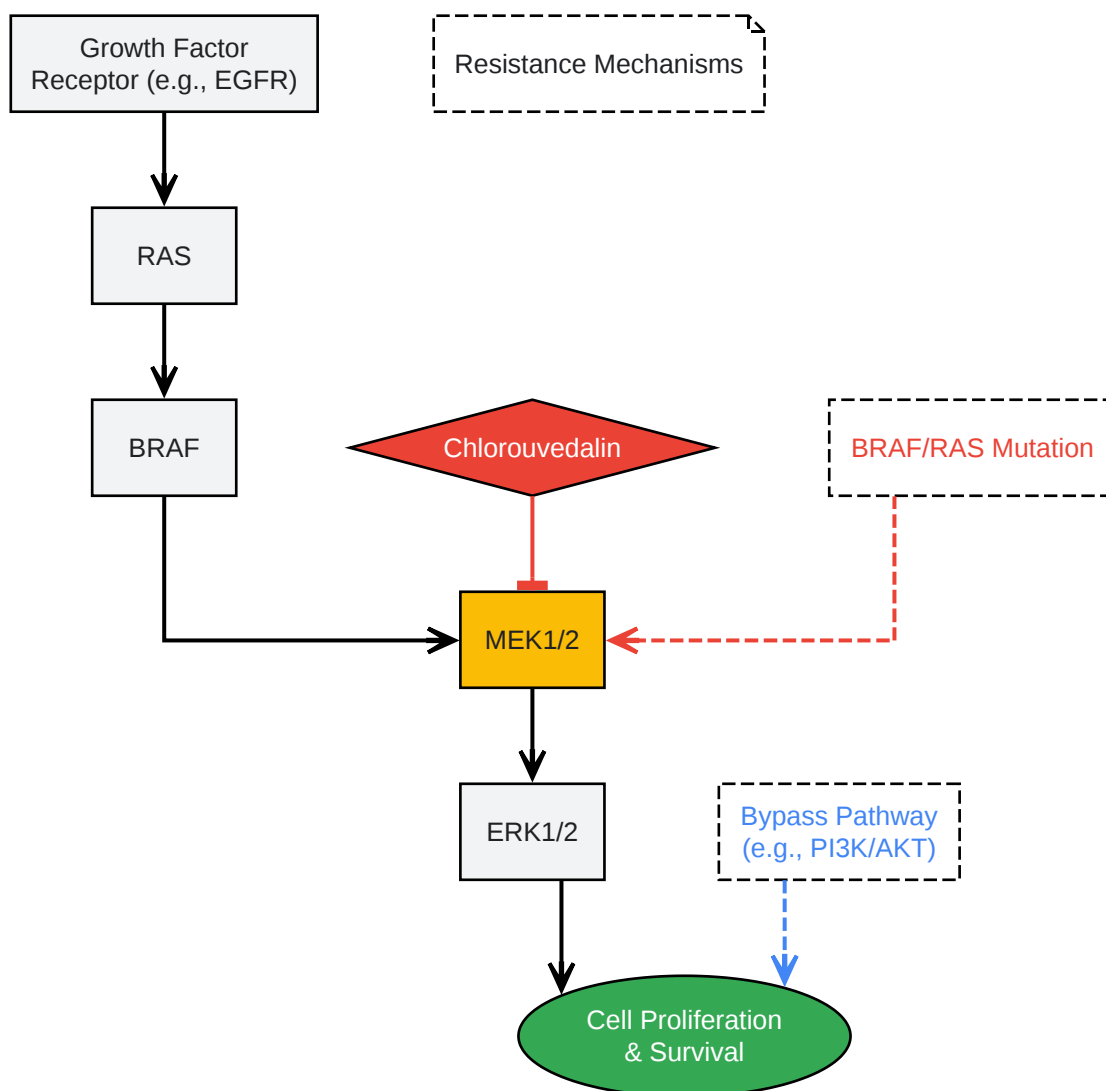 Growth Factor
Receptor (e.g., EGFR)
Resistance Mechanisms
RAS
BRAF
Chlorouvedalin
BRAF/RAS Mutation
MEK1/2
ERK1/2
Bypass Pathway
(e.g., PI3K/AKT)
Cell Proliferation
& Survival